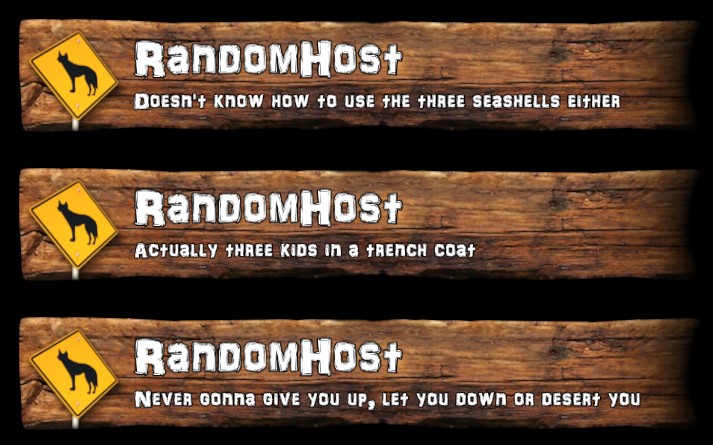 RandomHost
Doesn't know how to use the three seashells either
RandomHost
Actually three kids in a trench coat
RandomHost
Never gonna give you up, let you down or desert you